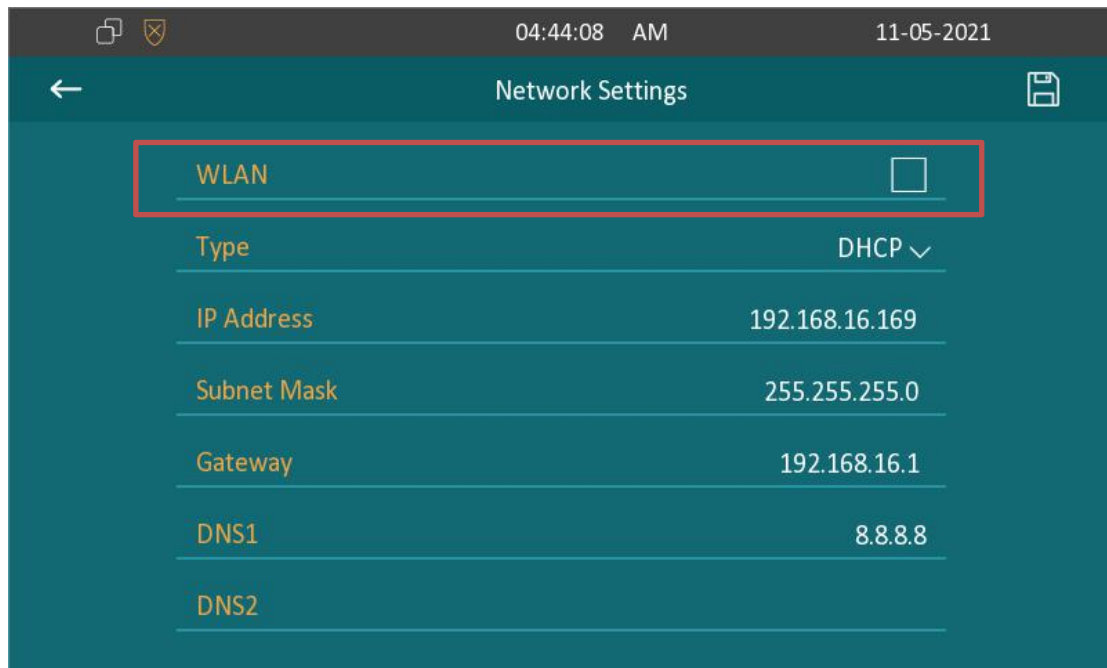 04:44:08 AM 11-05-2021
Network Settings
WLAN
Type DHCP
IP Address 192.168.16.169
Subnet Mask 255.255.255.0
Gateway 192.168.16.1
DNS1 8.8.8.8
DNS2